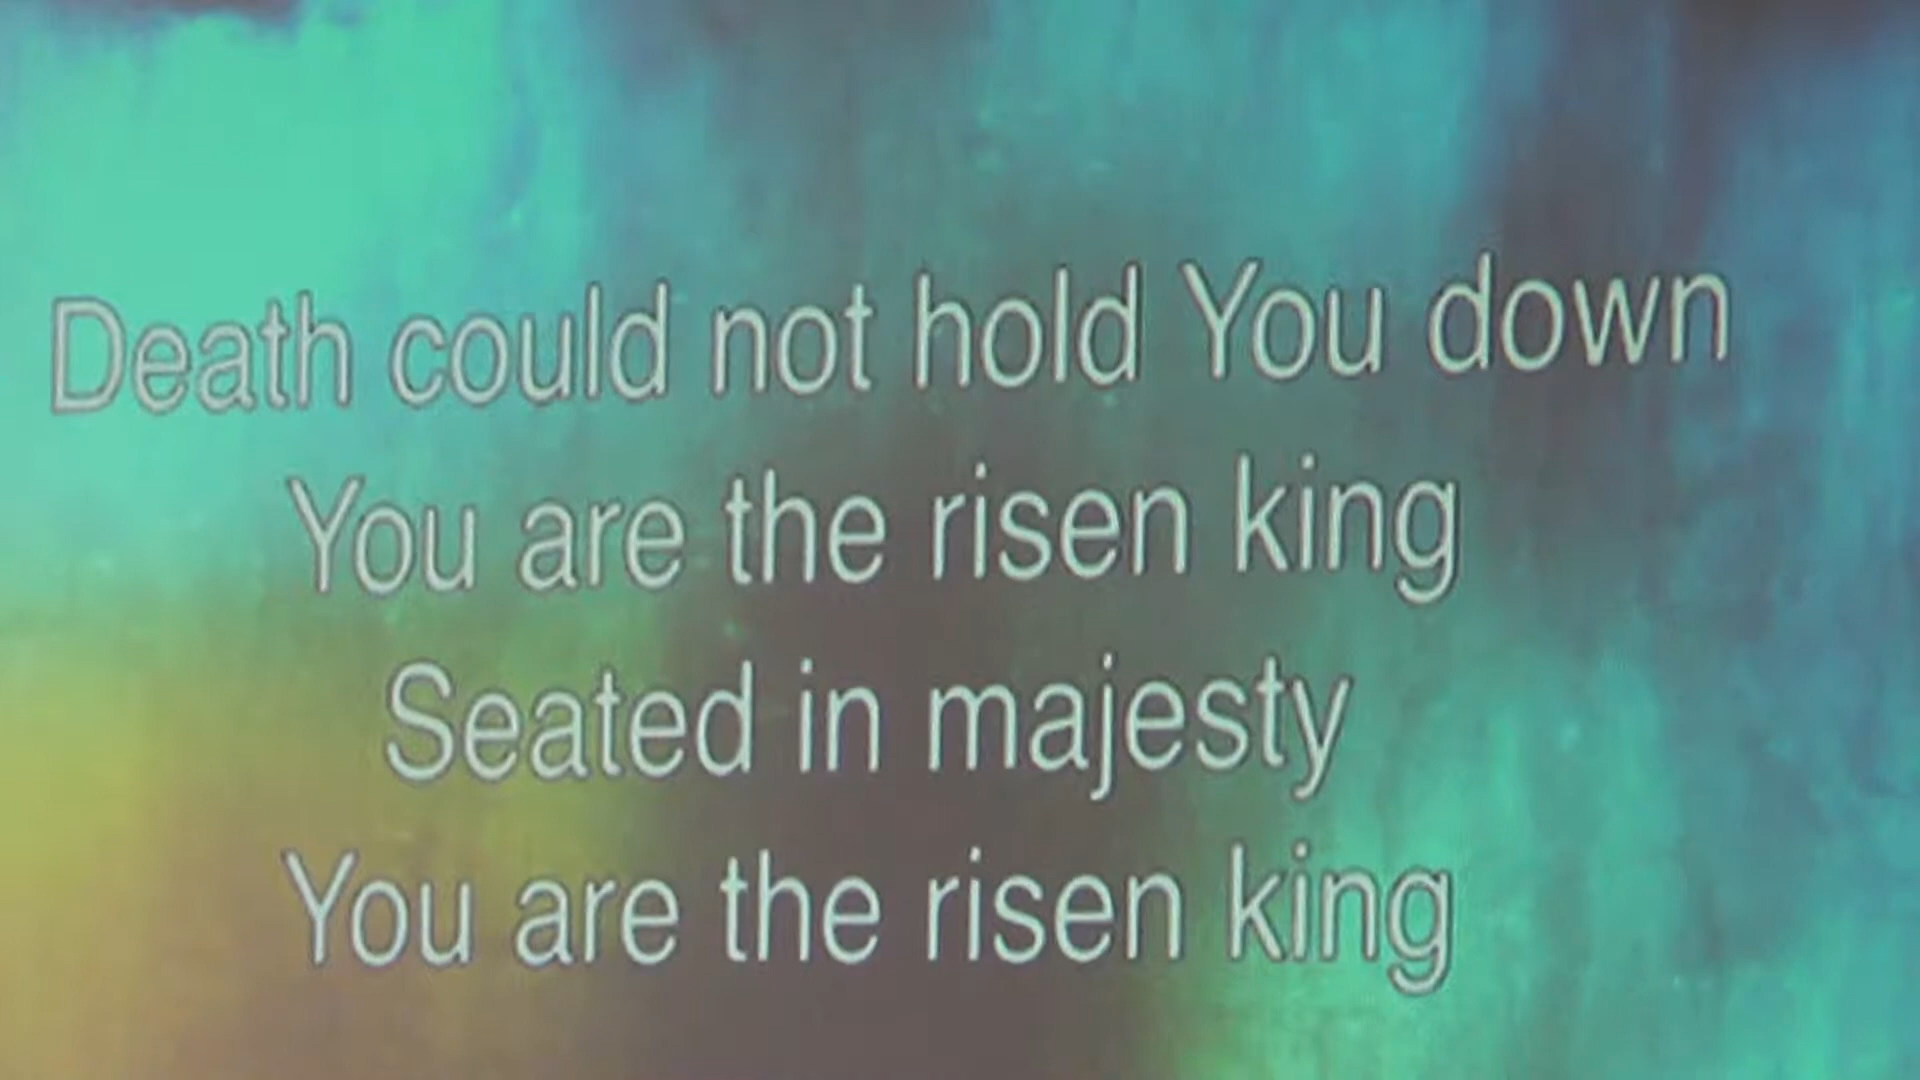 Death could not hold You down
You are the risen king
Seated in majesty
You are the risen king